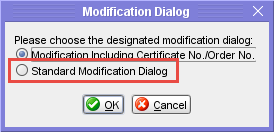 Modification Dialog
Please choose the designated modification dialog:
Modification Including Certificate No./Order No.
Standard Modification Dialog
OK
Cancel